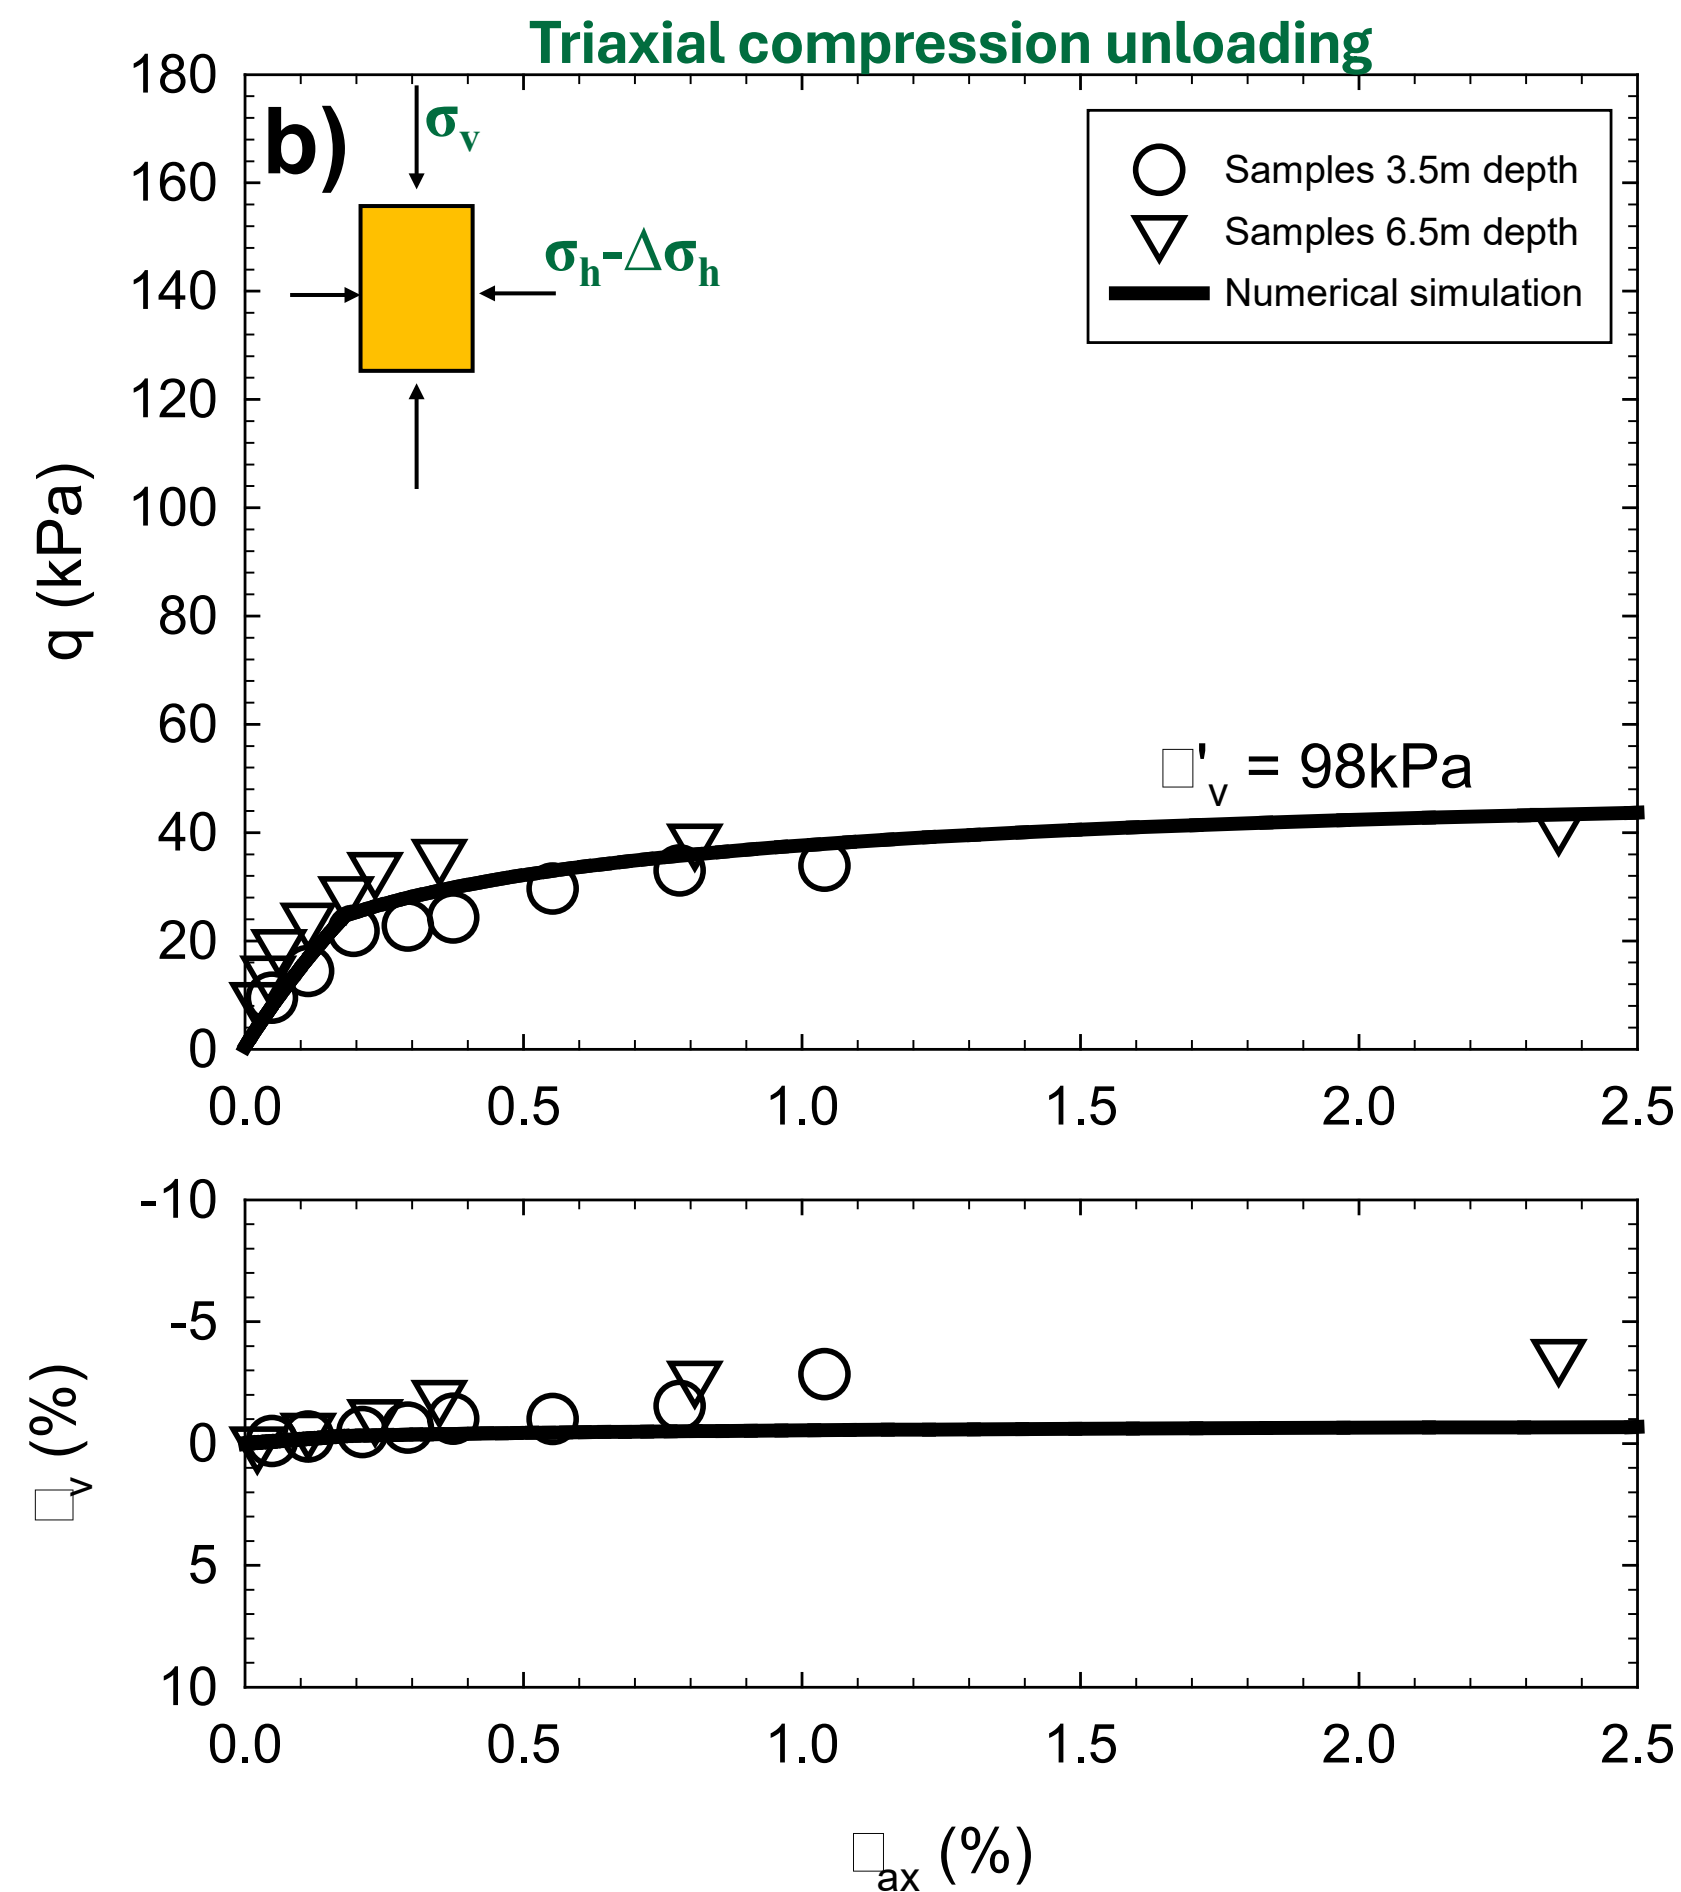 Triaxial compression unloading
180
160
140
120
100
80
60
40
20
0
q (kPa)
b)
σv
σh-Δσh
Samples 3.5m depth
Samples 6.5m depth
Numerical simulation
□'v = 98kPa
0.0 0.5 1.0 1.5 2.0 2.5
-10
-5
0
5
10
□v (%)
0.0 0.5 1.0 1.5 2.0 2.5
□ax (%)